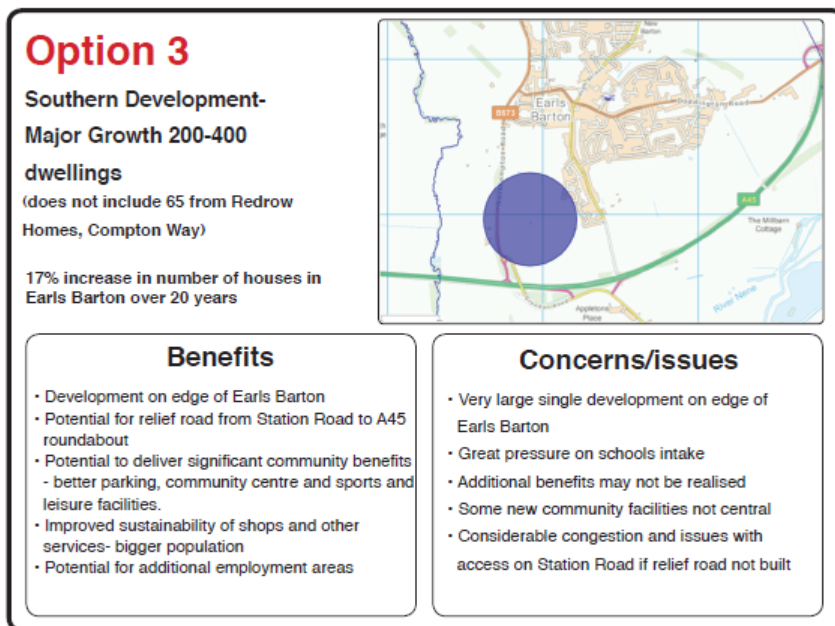 Option 3
Southern Development-
Major Growth 200-400
dwellings
(does not include 65 from Redrow
Homes, Compton Way)
17% increase in number of houses in
Earls Barton over 20 years
New
Barton
Earls
Barton
B573
Doddington Road
A45
The Millbarn
Cottage
River Nene
Appletone
Place
Benefits
· Development on edge of Earls Barton
· Potential for relief road from Station Road to A45
roundabout
· Potential to deliver significant community benefits
- better parking, community centre and sports and
leisure facilities.
· Improved sustainability of shops and other
services- bigger population
· Potential for additional employment areas
Concerns/issues
· Very large single development on edge of
Earls Barton
· Great pressure on schools intake
· Additional benefits may not be realised
· Some new community facilities not central
· Considerable congestion and issues with
access on Station Road if relief road not built